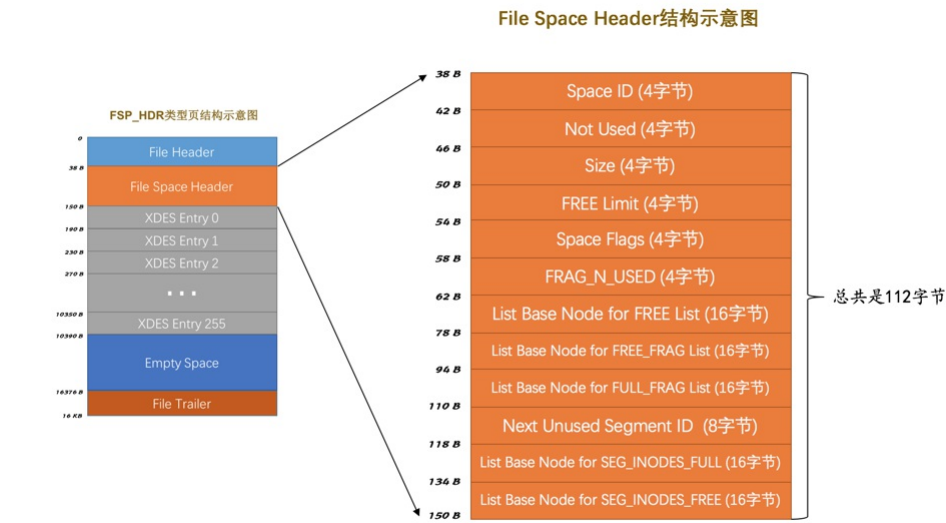 File Space Header结构示意图
FSP_HDR类型页结构示意图
0
File Header
38 B
File Space Header
150 B
XDES Entry 0
190 B
XDES Entry 1
230 B
XDES Entry 2
270 B
...
10350 B
XDES Entry 255
10390 B
Empty Space
16376 B
File Trailer
16 KB
38 B
Space ID (4字节)
42 B
Not Used (4字节)
46 B
Size (4字节)
50 B
FREE Limit (4字节)
54 B
Space Flags (4字节)
58 B
FRAG_N_USED (4字节)
62 B
List Base Node for FREE List (16字节)
78 B
List Base Node for FREE_FRAG List (16字节)
94 B
List Base Node for FULL_FRAG List (16字节)
110 B
Next Unused Segment ID (8字节)
118 B
List Base Node for SEG_INODES_FULL (16字节)
134 B
List Base Node for SEG_INODES_FREE (16字节)
150 B
总共是112字节